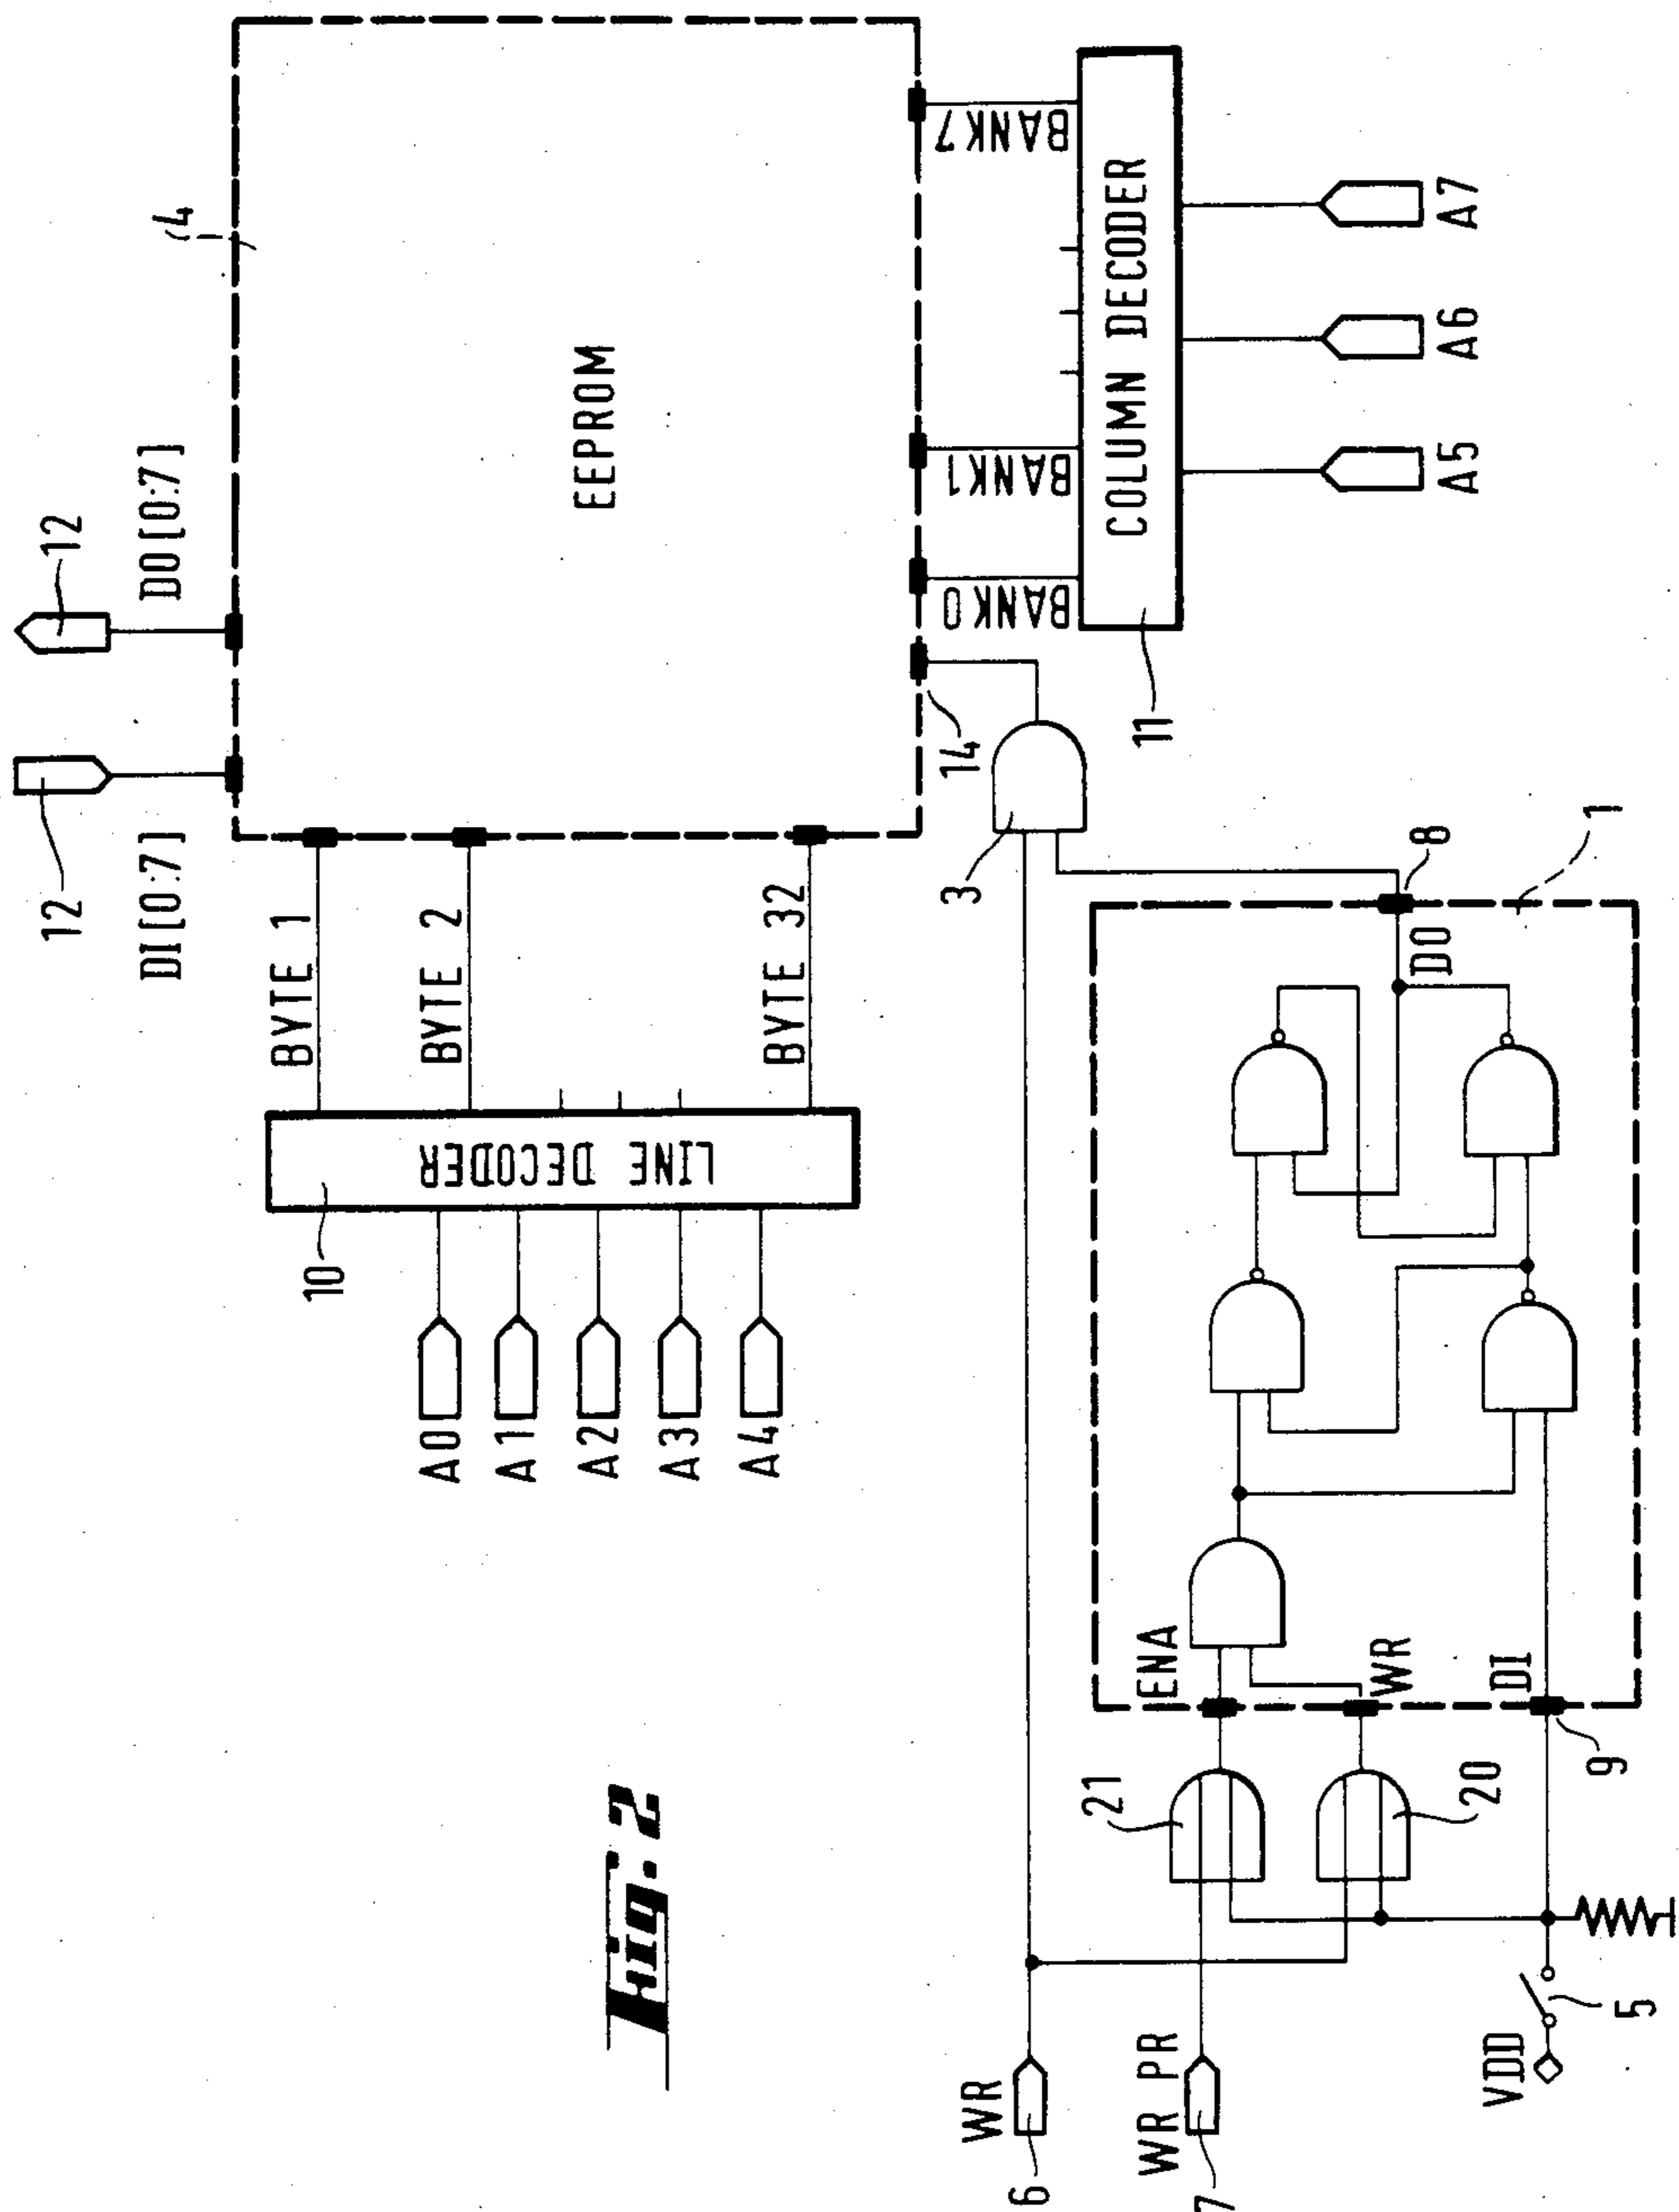 12
12
DI[0:7]
DO[0:7]
4
EEPROM
BYTE 1
BYTE 2
BYTE 32
LINE DECODER
10
A0
A1
A2
A3
A4
BANK0
BANK1
BANK7
COLUMN DECODER
11
A5
A6
A7
14
3
8
1
DO
ENA
WR
DI
9
21
20
WR
6
WR PR
7
VDD
5
Fig. 2